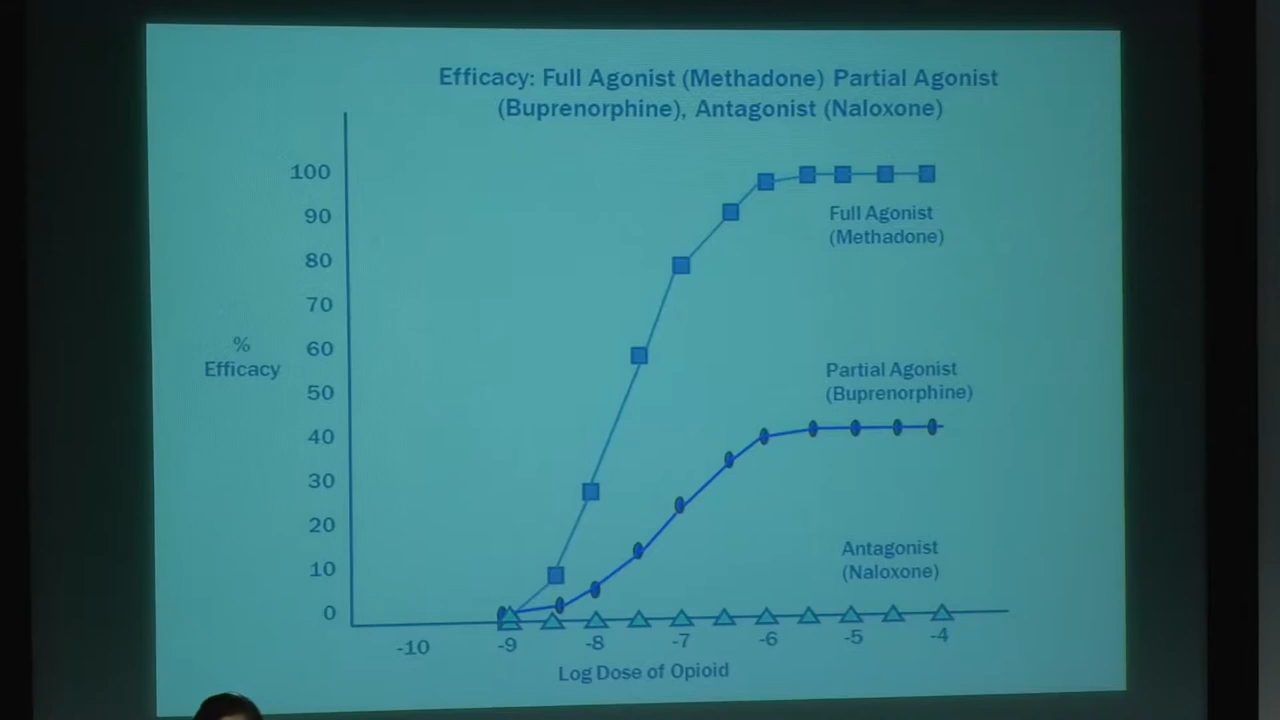 Efficacy: Full Agonist (Methadone) Partial Agonist
(Buprenorphine), Antagonist (Naloxone)
100
90
80
70
60
50
40
30
20
10
0
%
Efficacy
Full Agonist
(Methadone)
Partial Agonist
(Buprenorphine)
Antagonist
(Naloxone)
-10
-9
-8
-7
-6
-5
-4
Log Dose of Opioid